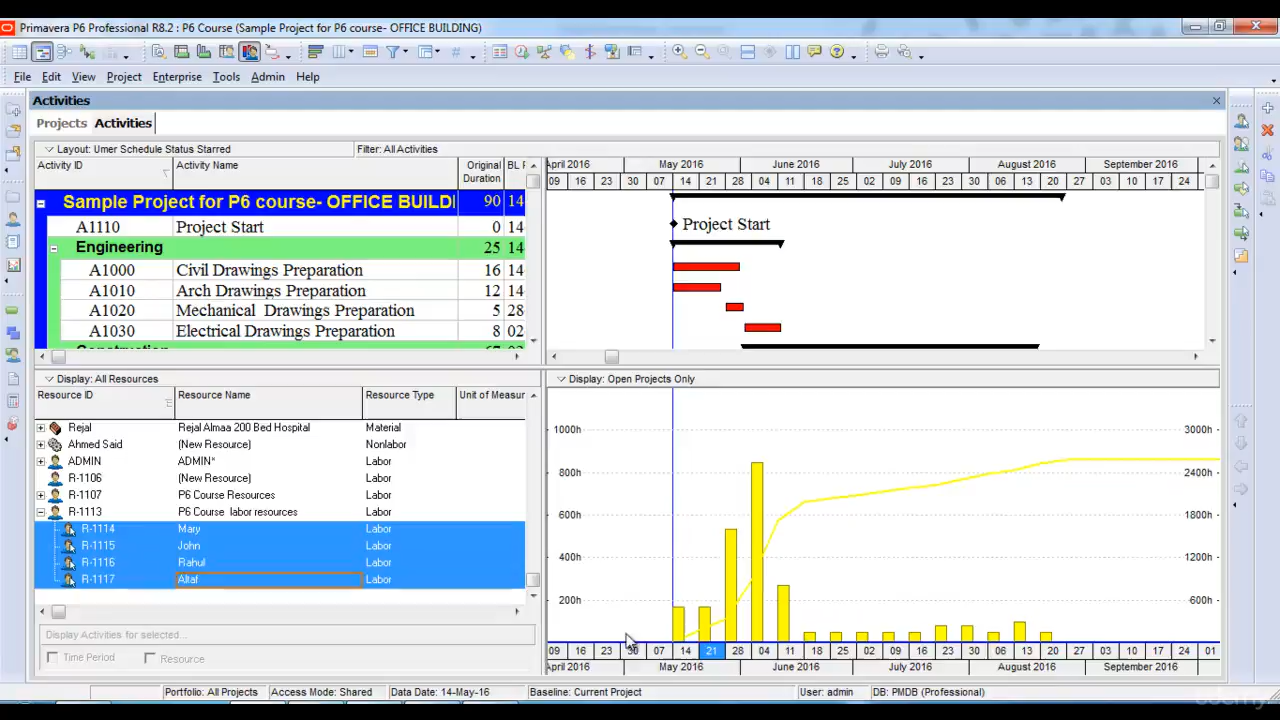 Primavera P6 Professional R8.2 : P6 Course (Sample Project for P6 course- OFFICE BUILDING)
File Edit View Project Enterprise Tools Admin Help
Activities
Projects Activities
Layout: Umer Schedule Status Starred Filter: All Activities
Activity ID Activity Name Original Duration BL F
April 2016 May 2016 June 2016 July 2016 August 2016 September 2016
09 16 23 30 07 14 21 28 04 11 18 25 02 09 16 23 30 06 13 20 27 03 10 17 24
Sample Project for P6 course- OFFICE BUILDI 90 14
A1110 Project Start 0 14 Project Start
Engineering 25 14
A1000 Civil Drawings Preparation 16 14
A1010 Arch Drawings Preparation 12 14
A1020 Mechanical Drawings Preparation 5 28
A1030 Electrical Drawings Preparation 8 02
Display: All Resources Display: Open Projects Only
Resource ID Resource Name Resource Type Unit of Measur
Rejal Rejal Almaa 200 Bed Hospital Material
Ahmed Said (New Resource) Nonlabor
ADMIN ADMIN* Labor
R-1106 (New Resource) Labor
R-1107 P6 Course Resources Labor
R-1113 P6 Course labor resources Labor
R-1114 Mary Labor
R-1115 John Labor
R-1116 Rahul Labor
R-1117 Altaf Labor
1000h 3000h
800h 2400h
600h 1800h
400h 1200h
200h 600h
Display Activities for selected...
Time Period Resource
09 16 23 30 07 14 21 28 04 11 18 25 02 09 16 23 30 06 13 20 27 03 10 17 24 01
April 2016 May 2016 June 2016 July 2016 August 2016 September 2016
Portfolio: All Projects Access Mode: Shared Data Date: 14-May-16 Baseline: Current Project User: admin DB: PMDB (Professional)
udemy